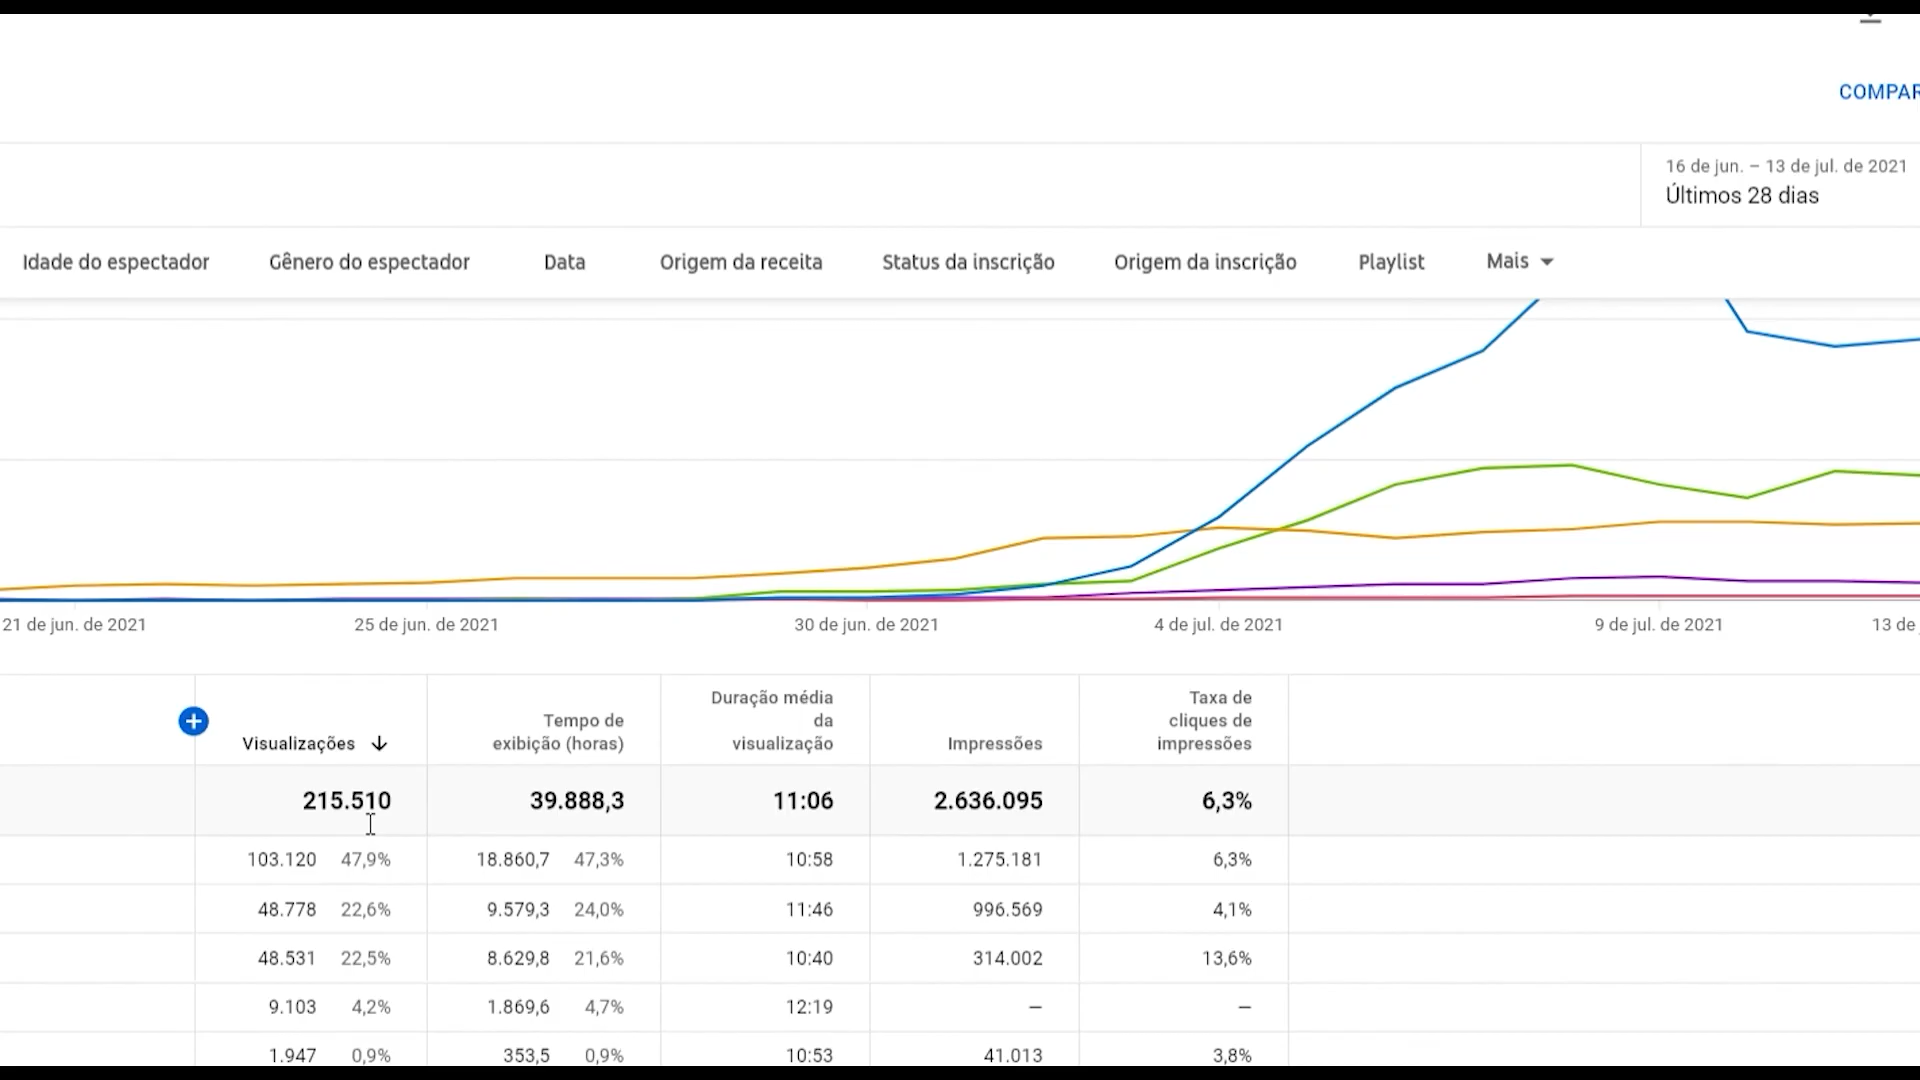 COMPAR
16 de jun. – 13 de jul. de 2021
Últimos 28 dias
Idade do espectador Gênero do espectador Data Origem da receita Status da inscrição Origem da inscrição Playlist Mais
21 de jun. de 2021 25 de jun. de 2021 30 de jun. de 2021 4 de jul. de 2021 9 de jul. de 2021 13 de
Visualizações
Tempo de
exibição (horas)
Duração média
da
visualização
Impressões
Taxa de
cliques de
impressões
215.510 39.888,3 11:06 2.636.095 6,3%
103.120 47,9% 18.860,7 47,3% 10:58 1.275.181 6,3%
48.778 22,6% 9.579,3 24,0% 11:46 996.569 4,1%
48.531 22,5% 8.629,8 21,6% 10:40 314.002 13,6%
9.103 4,2% 1.869,6 4,7% 12:19 – –
1.947 0,9% 353,5 0,9% 10:53 41.013 3,8%